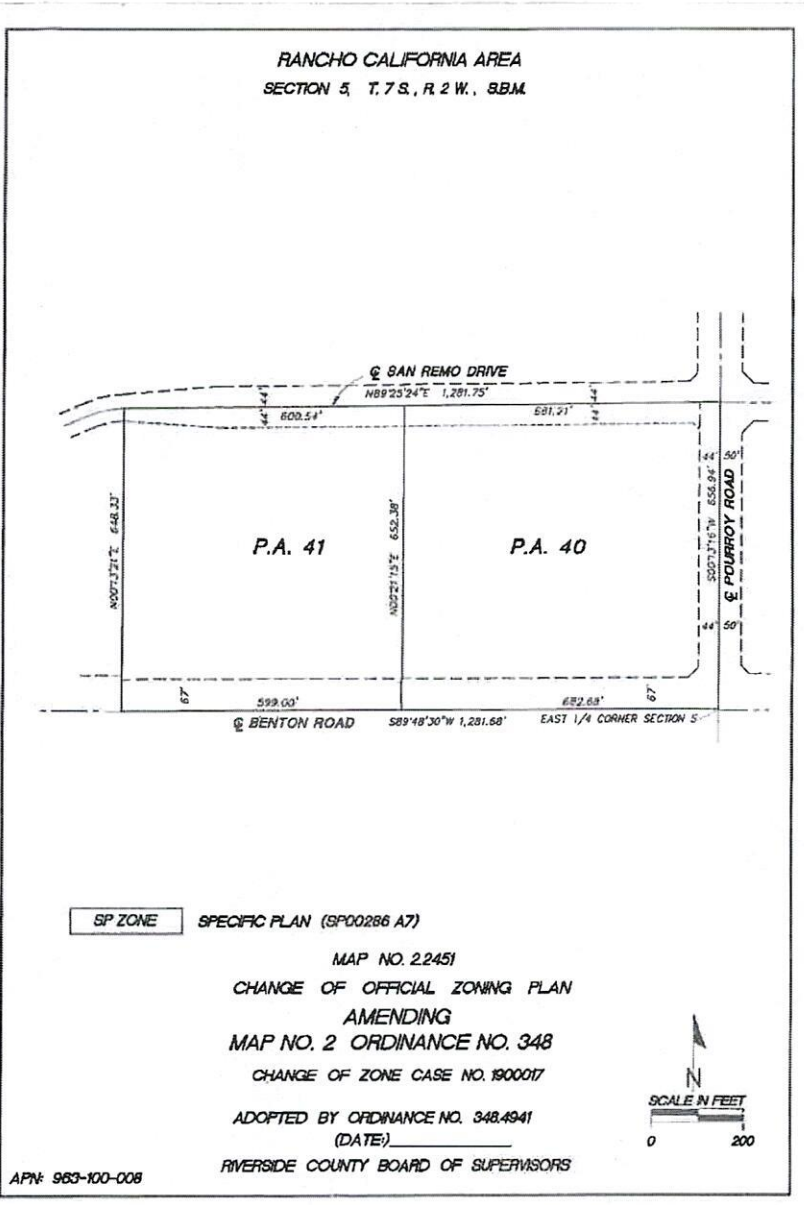 RANCHO CALIFORNIA AREA
SECTION 5, T. 7 S., R. 2 W., S.B.M.
℄ SAN REMO DRIVE
N89°25'24"E 1,281.75'
44' 44'
44' 600.54' 681.21' 44'
44' 50'
N00°13'21"E 648.33'
P.A. 41
N00°21'15"E 652.38'
P.A. 40
S00°13'16"W 656.94'
℄ POURROY ROAD
44' 50'
67' 67'
599.00' 682.68'
℄ BENTON ROAD S89°48'30"W 1,281.68' EAST 1/4 CORNER SECTION 5
SP ZONE SPECIFIC PLAN (SP00286 A7)
MAP NO. 2.2451
CHANGE OF OFFICIAL ZONING PLAN
AMENDING
MAP NO. 2 ORDINANCE NO. 348
CHANGE OF ZONE CASE NO. 1900017
ADOPTED BY ORDINANCE NO. 348.4941
(DATE:)____________
RIVERSIDE COUNTY BOARD OF SUPERVISORS
N
SCALE IN FEET
0 200
APN: 963-100-008